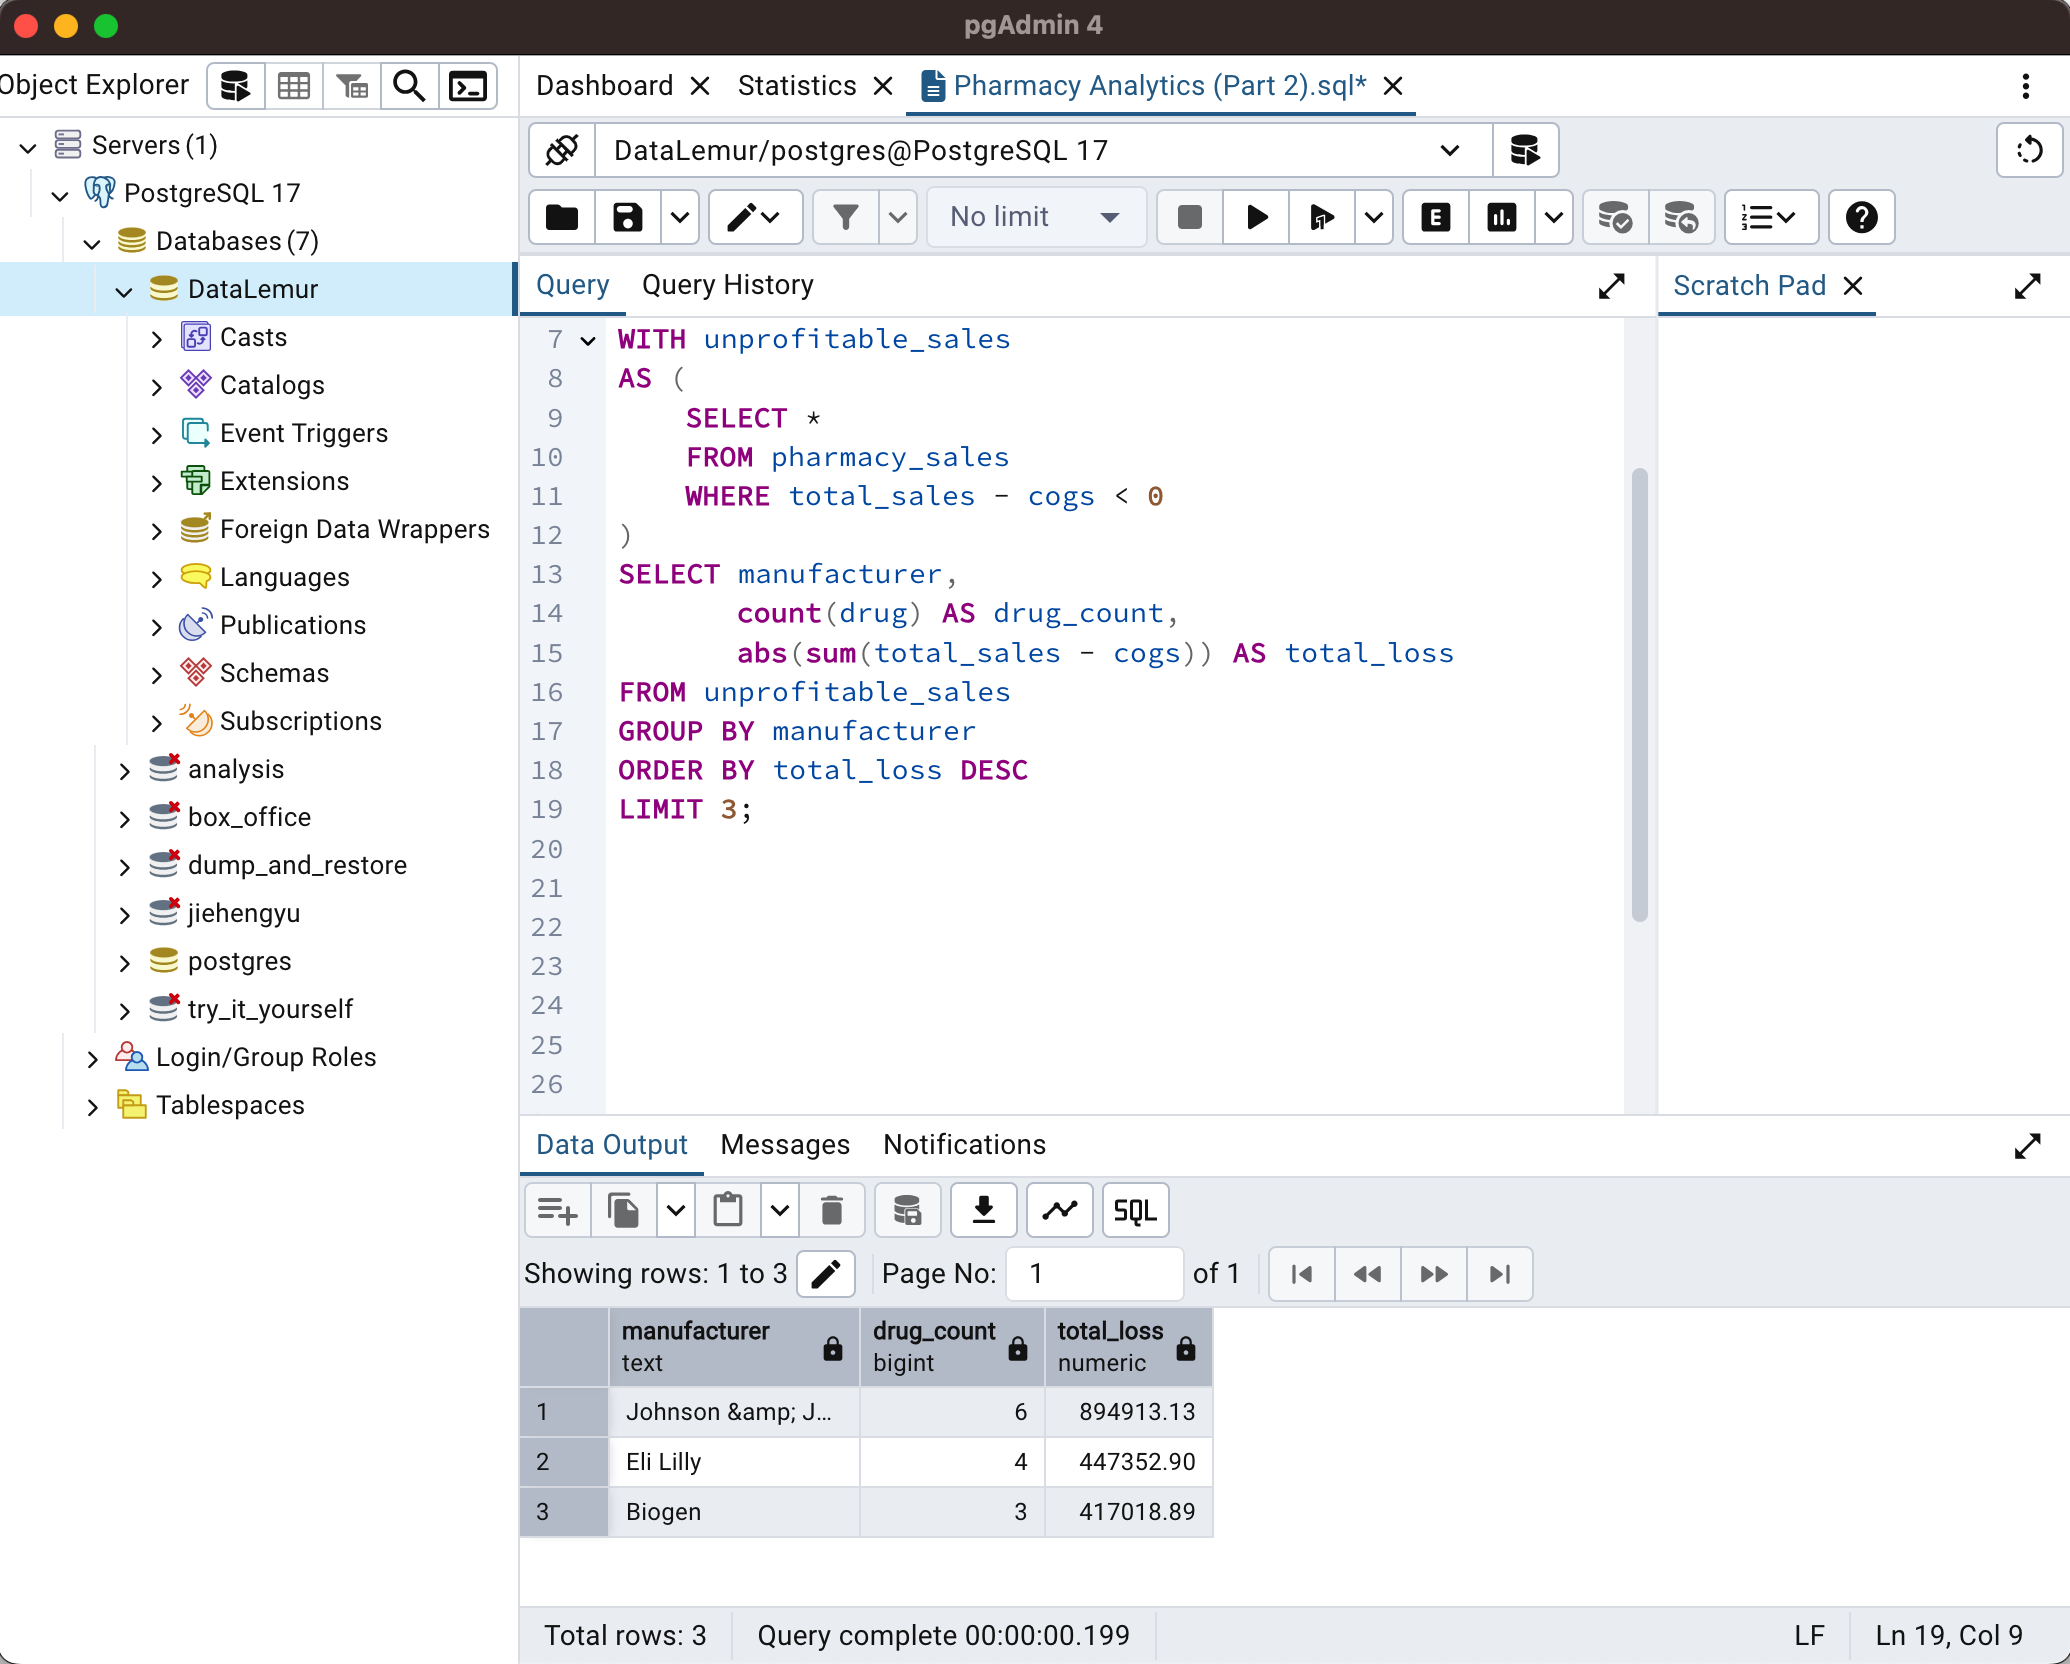 pgAdmin 4
Object Explorer
Servers (1)
PostgreSQL 17
Databases (7)
DataLemur
Casts
Catalogs
Event Triggers
Extensions
Foreign Data Wrappers
Languages
Publications
Schemas
Subscriptions
analysis
box_office
dump_and_restore
jiehengyu
postgres
try_it_yourself
Login/Group Roles
Tablespaces
Dashboard Statistics Pharmacy Analytics (Part 2).sql*
DataLemur/postgres@PostgreSQL 17
No limit E
Query Query History
Scratch Pad
7 WITH unprofitable_sales
8 AS (
9 SELECT *
10 FROM pharmacy_sales
11 WHERE total_sales - cogs < 0
12 )
13 SELECT manufacturer,
14 count(drug) AS drug_count,
15 abs(sum(total_sales - cogs)) AS total_loss
16 FROM unprofitable_sales
17 GROUP BY manufacturer
18 ORDER BY total_loss DESC
19 LIMIT 3;
20
21
22
23
24
25
26
Data Output Messages Notifications
SQL
Showing rows: 1 to 3 Page No: 1 of 1
manufacturer drug_count total_loss
text bigint numeric
1 Johnson &amp; J... 6 894913.13
2 Eli Lilly 4 447352.90
3 Biogen 3 417018.89
Total rows: 3 Query complete 00:00:00.199 LF Ln 19, Col 9